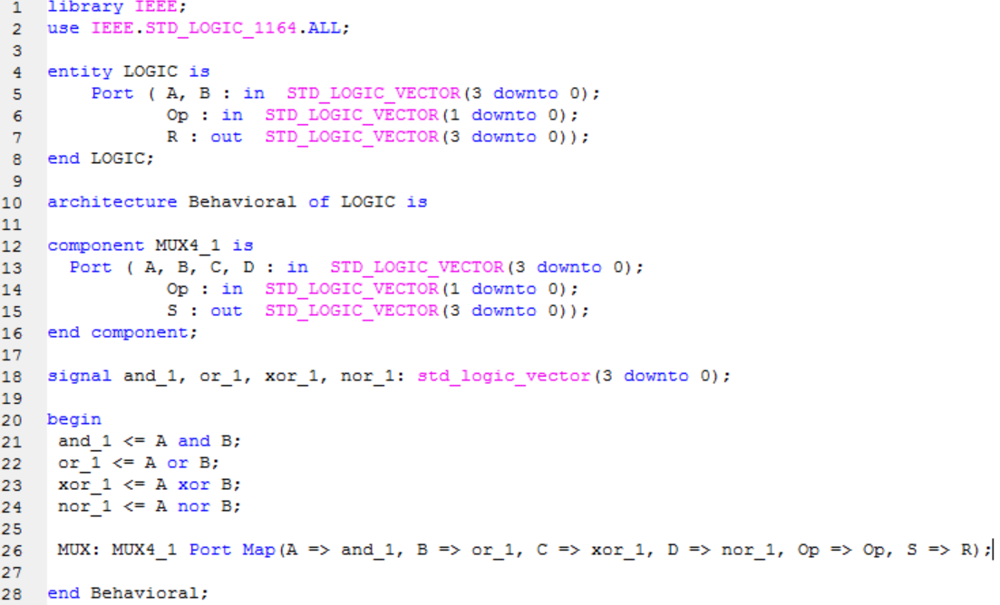 1 library IEEE;
2 use IEEE.STD_LOGIC_1164.ALL;
3
4 entity LOGIC is
5 Port ( A, B : in STD_LOGIC_VECTOR(3 downto 0);
6 Op : in STD_LOGIC_VECTOR(1 downto 0);
7 R : out STD_LOGIC_VECTOR(3 downto 0));
8 end LOGIC;
9
10 architecture Behavioral of LOGIC is
11
12 component MUX4_1 is
13 Port ( A, B, C, D : in STD_LOGIC_VECTOR(3 downto 0);
14 Op : in STD_LOGIC_VECTOR(1 downto 0);
15 S : out STD_LOGIC_VECTOR(3 downto 0));
16 end component;
17
18 signal and_1, or_1, xor_1, nor_1: std_logic_vector(3 downto 0);
19
20 begin
21 and_1 <= A and B;
22 or_1 <= A or B;
23 xor_1 <= A xor B;
24 nor_1 <= A nor B;
25
26 MUX: MUX4_1 Port Map(A => and_1, B => or_1, C => xor_1, D => nor_1, Op => Op, S => R);
27
28 end Behavioral;